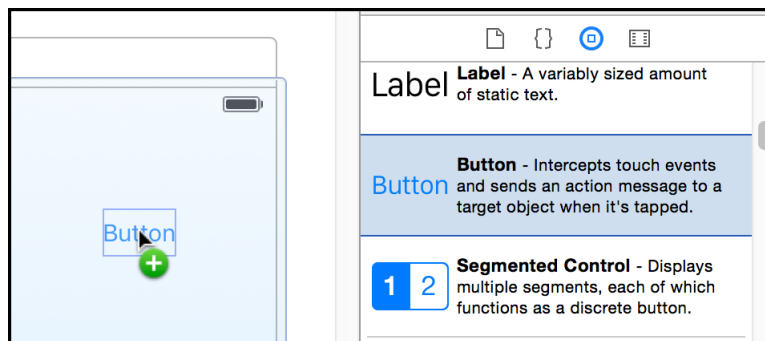 Label
Label - A variably sized amount
of static text.
Button
Button - Intercepts touch events
and sends an action message to a
target object when it's tapped.
Button
1 2
Segmented Control - Displays
multiple segments, each of which
functions as a discrete button.